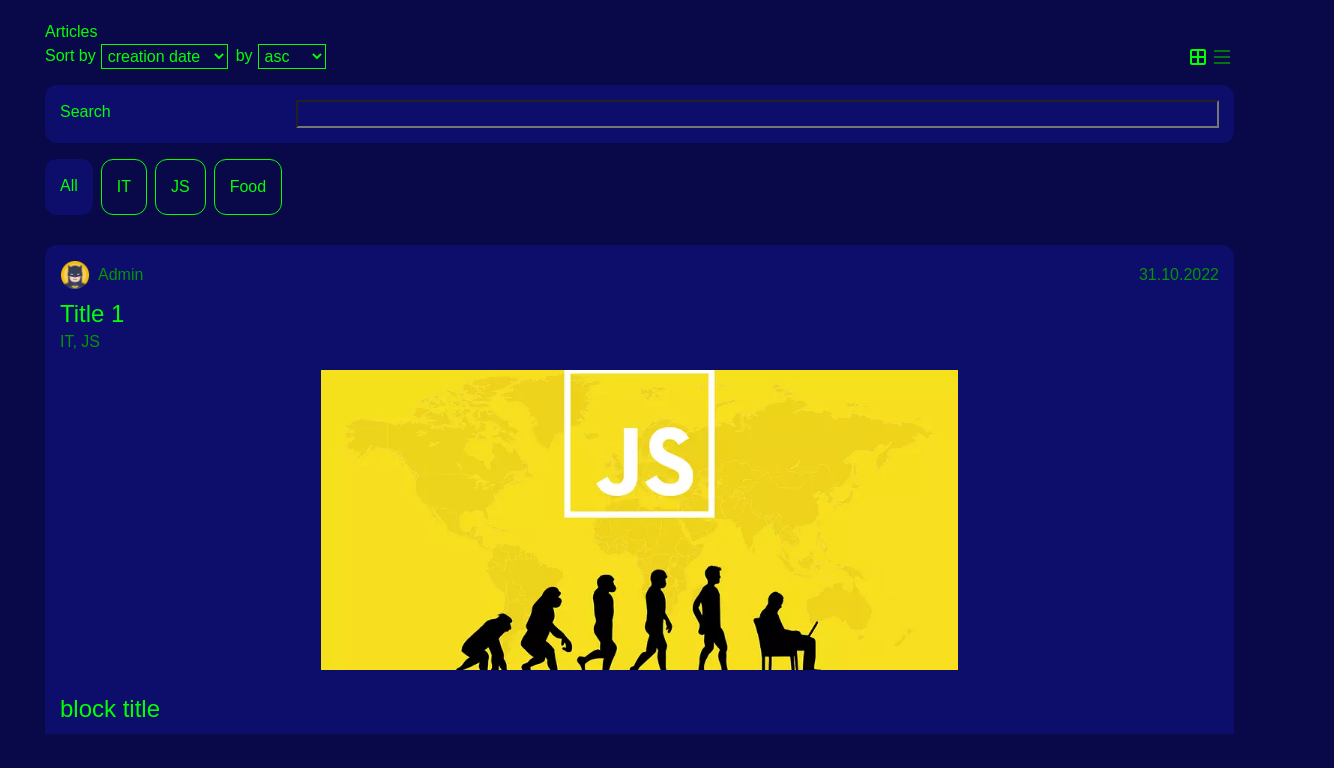 Articles
Sort by creation date by asc
Search
All IT JS Food
Admin 31.10.2022
Title 1
IT, JS
JS
block title